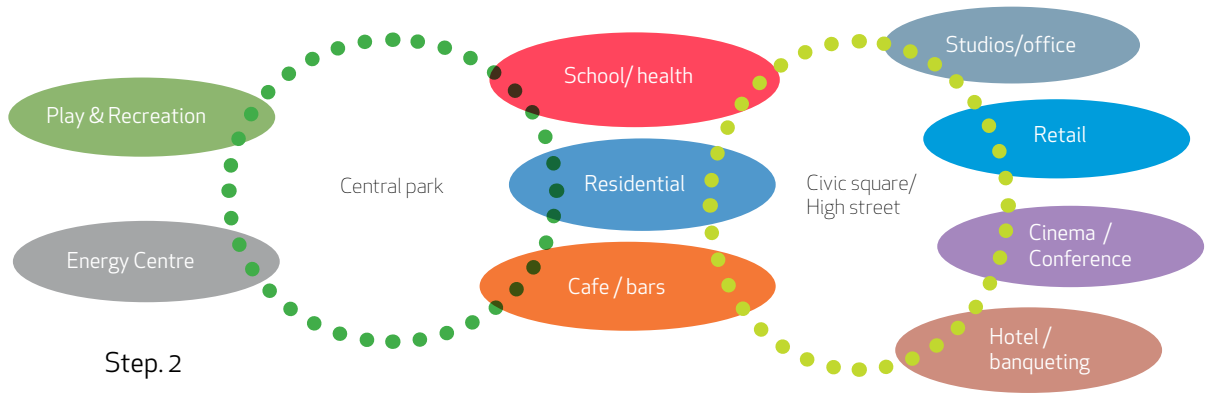 Studios/office
School/ health
Play & Recreation
Retail
Central park
Residential
Civic square/
High street
Energy Centre
Cafe / bars
Cinema /
Conference
Hotel /
banqueting
Step. 2